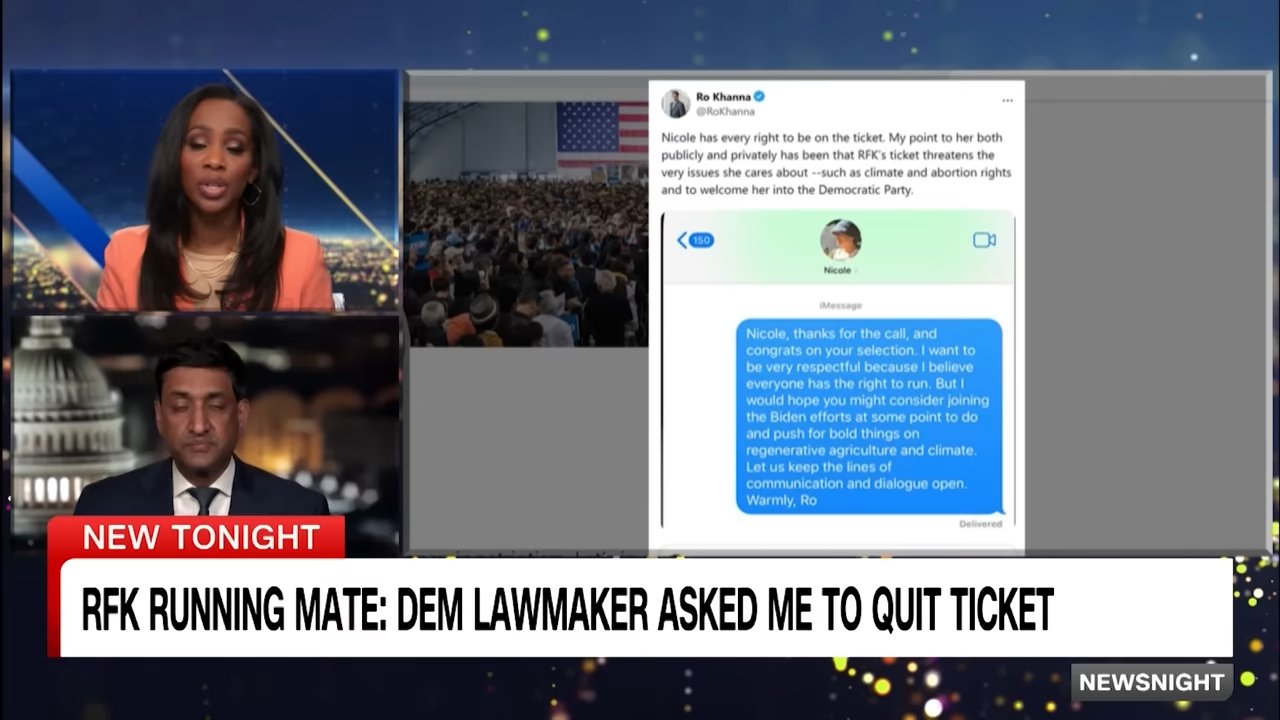 Ro Khanna
@RoKhanna
Nicole has every right to be on the ticket. My point to her both
publicly and privately has been that RFK's ticket threatens the
very issues she cares about --such as climate and abortion rights
and to welcome her into the Democratic Party.
150
Nicole
iMessage
Nicole, thanks for the call, and
congrats on your selection. I want to
be very respectful because I believe
everyone has the right to run. But I
would hope you might consider joining
the Biden efforts at some point to do
and push for bold things on
regenerative agriculture and climate.
Let us keep the lines of
communication and dialogue open.
Warmly, Ro
Delivered
NEW TONIGHT
RFK RUNNING MATE: DEM LAWMAKER ASKED ME TO QUIT TICKET
NEWSNIGHT